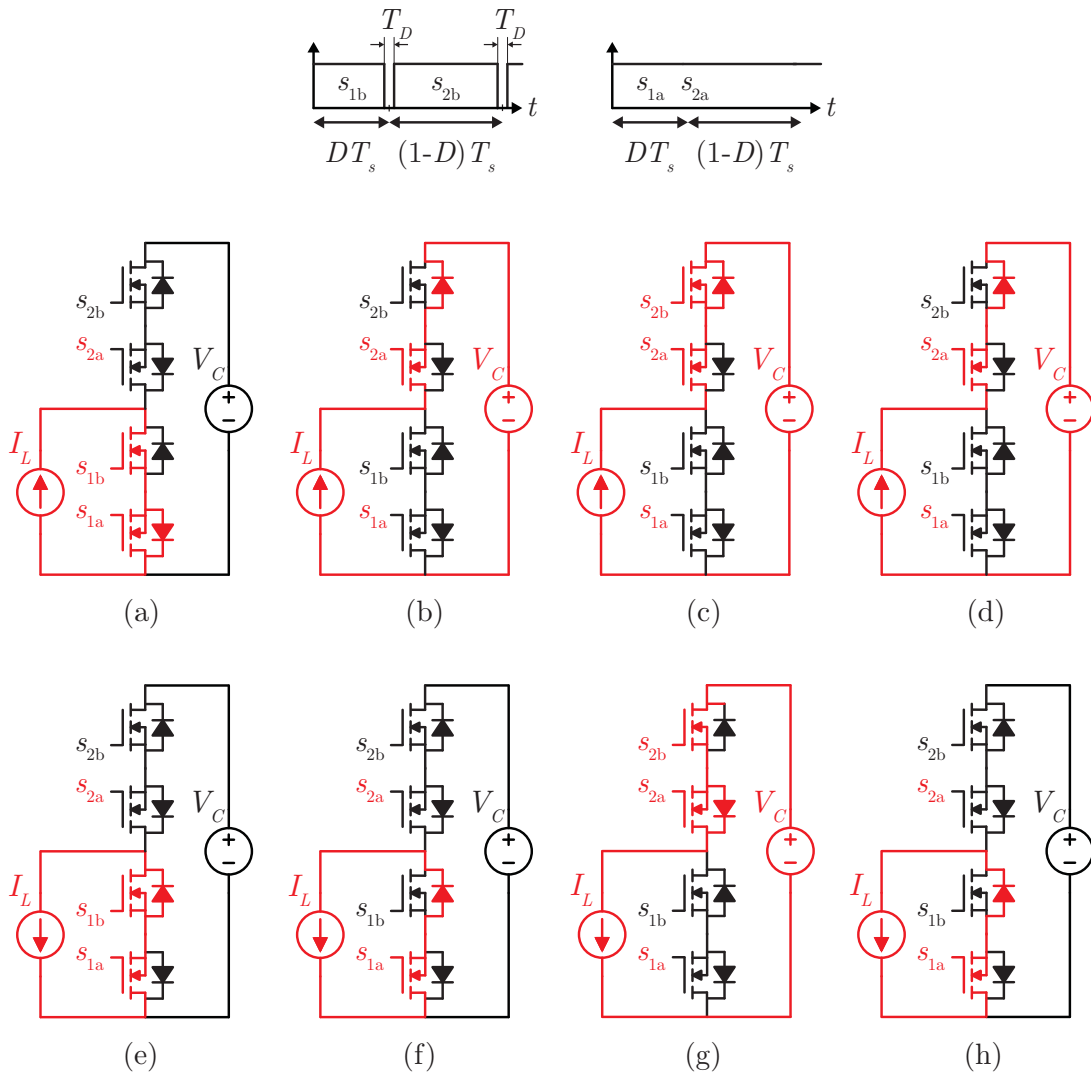 T_D T_D
s_1b s_2b t s_1a s_2a t
DT_s (1-D)T_s DT_s (1-D)T_s
s_2b s_2b s_2b s_2b
s_2a V_C s_2a V_C s_2a V_C s_2a V_C
+ + + +
− − − −
I_L s_1b I_L s_1b I_L s_1b I_L s_1b
s_1a s_1a s_1a s_1a
(a) (b) (c) (d)
s_2b s_2b s_2b s_2b
s_2a V_C s_2a V_C s_2a V_C s_2a V_C
+ + + +
− − − −
I_L s_1b I_L s_1b I_L s_1b I_L s_1b
s_1a s_1a s_1a s_1a
(e) (f) (g) (h)